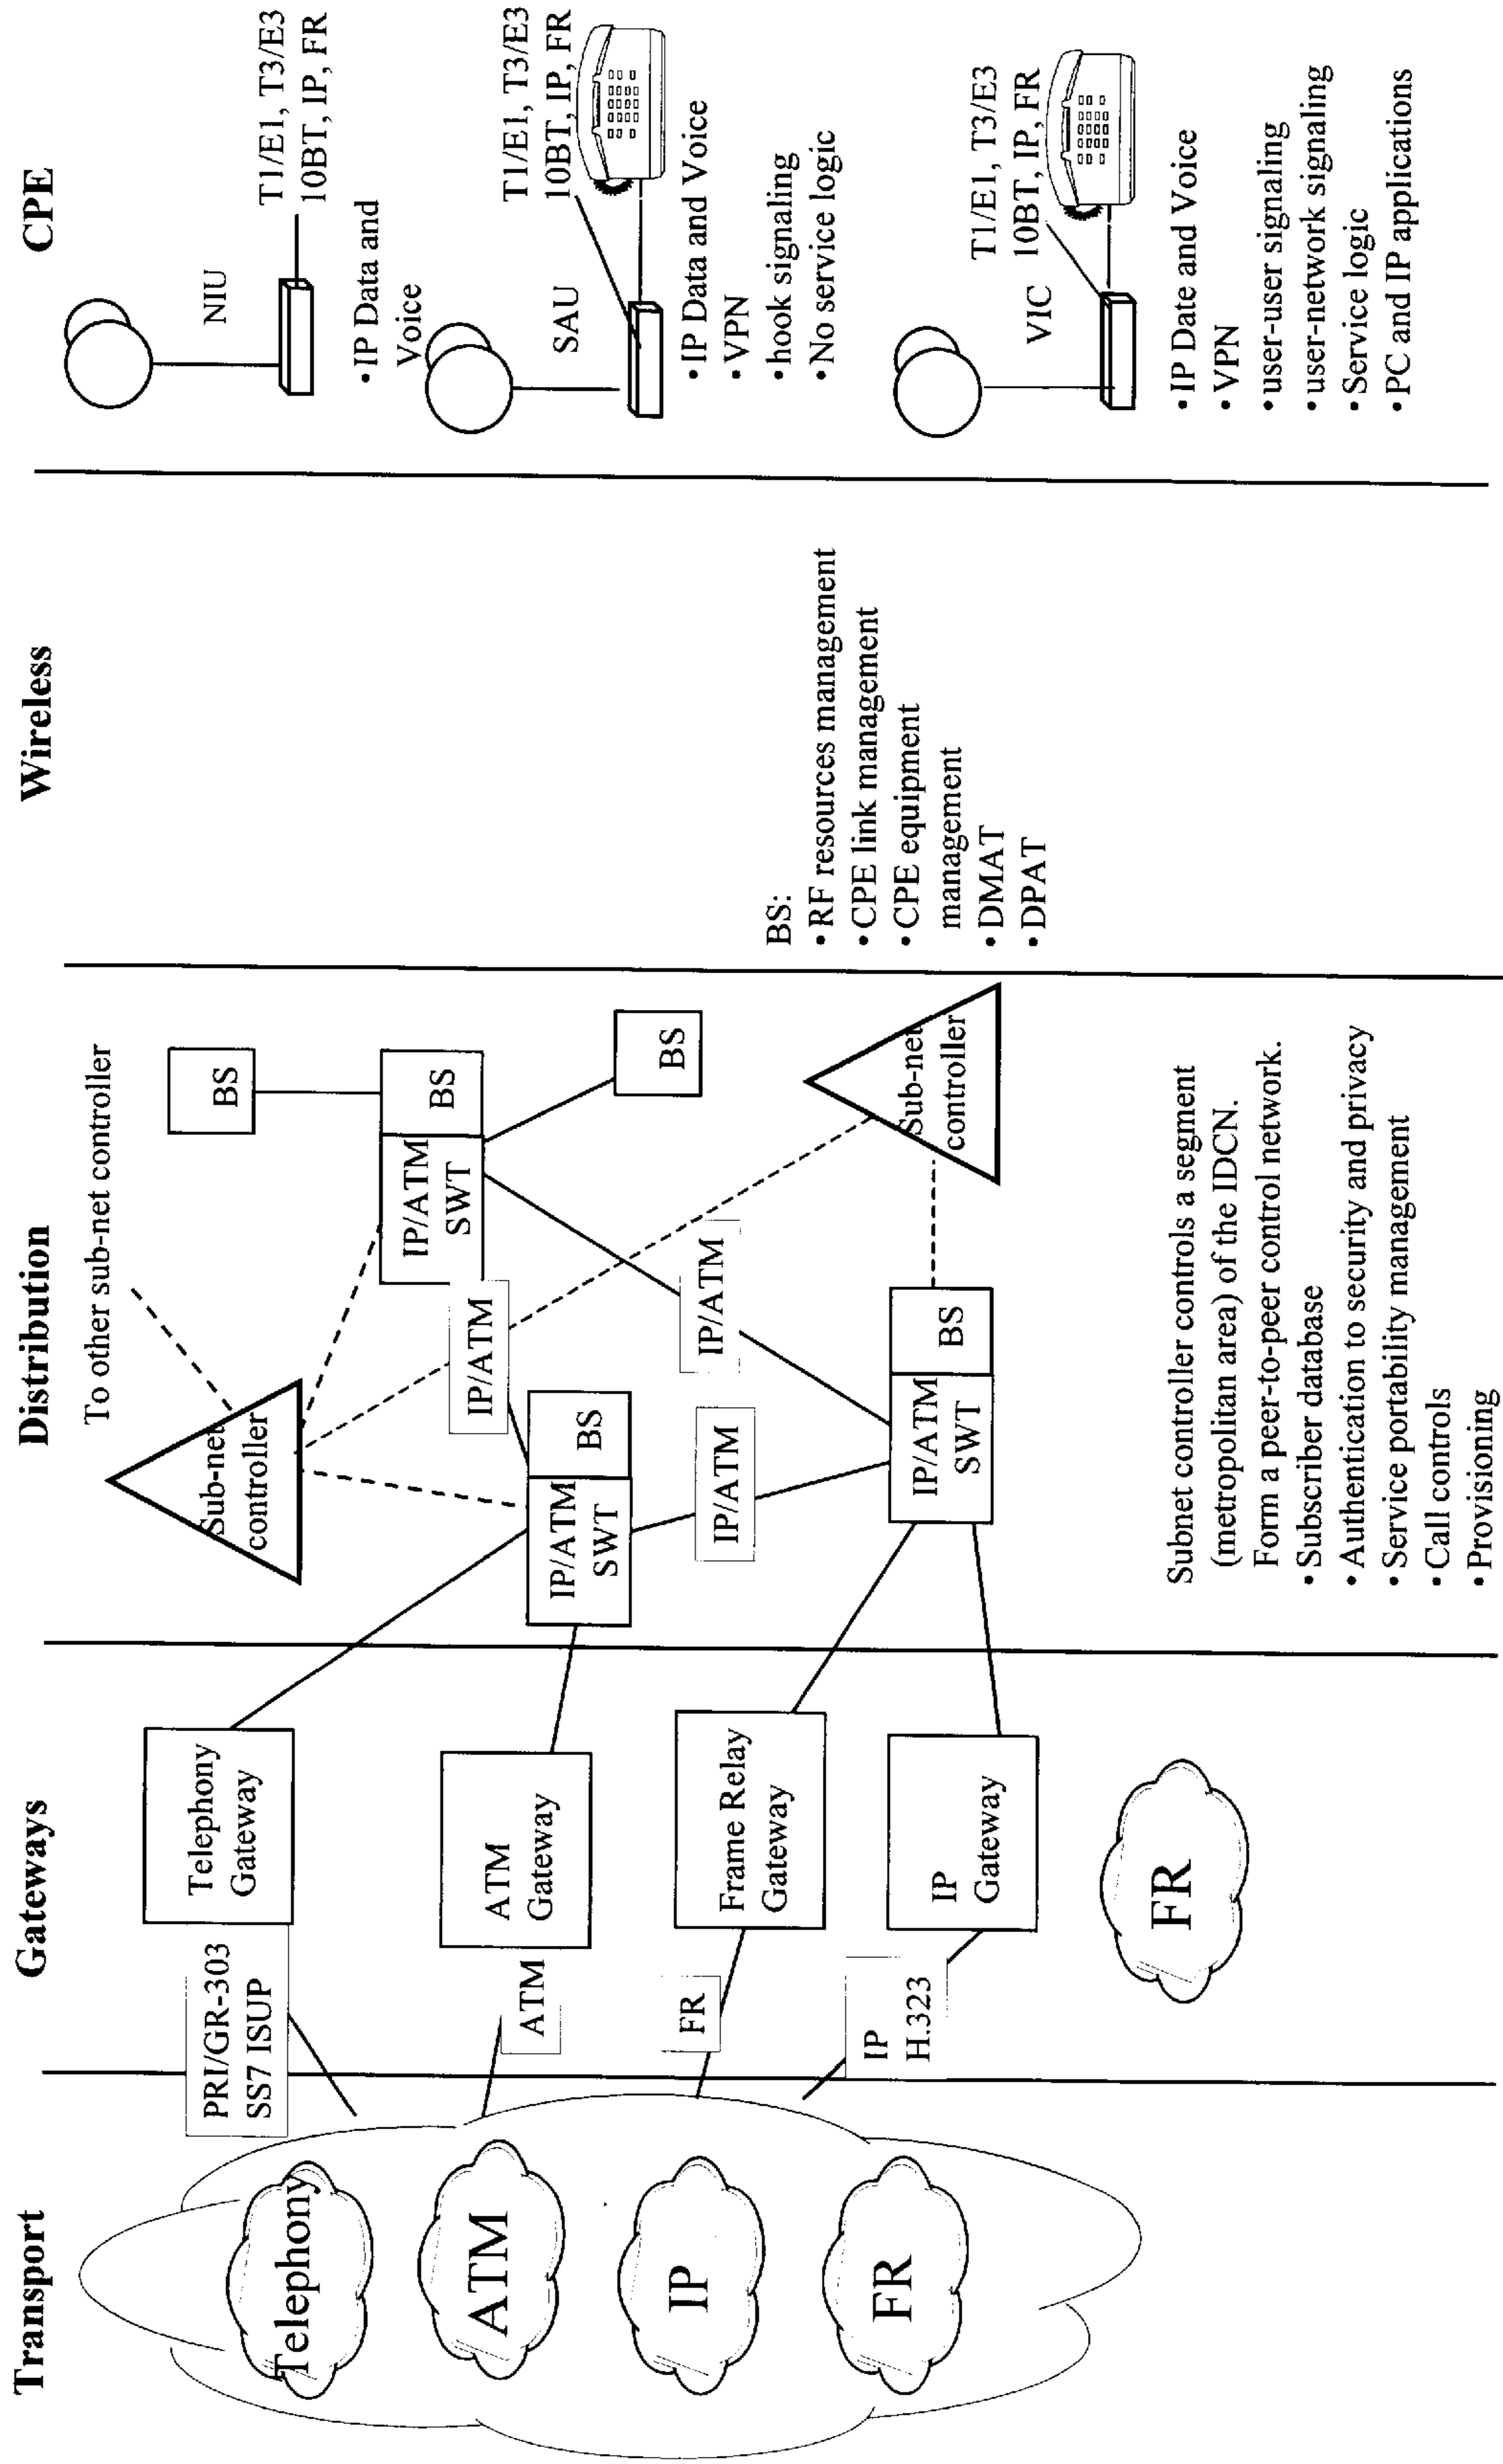 Transport
Gateways
Distribution
Wireless
CPE
Telephony
ATM
IP
FR
PRI/GR-303
SS7 ISUP
ATM
FR
IP
H.323
Telephony
Gateway
ATM
Gateway
Frame Relay
Gateway
IP
Gateway
FR
To other sub-net controller
Sub-net
controller
BS
IP/ATM
SWT
BS
IP/ATM
IP/ATM
SWT
BS
BS
IP/ATM
IP/ATM
IP/ATM
SWT
BS
Sub-net
controller
Subnet controller controls a segment
(metropolitan area) of the IDCN.
Form a peer-to-peer control network.
•Subscriber database
•Authentication to security and privacy
•Service portability management
•Call controls
•Provisioning
BS:
•RF resources management
•CPE link management
•CPE equipment
management
•DMAT
•DPAT
NIU
T1/E1, T3/E3
10BT, IP, FR
•IP Data and
Voice
SAU
T1/E1, T3/E3
10BT, IP, FR
•IP Data and Voice
•VPN
•hook signaling
•No service logic
VIC
T1/E1, T3/E3
10BT, IP, FR
•IP Date and Voice
•VPN
•user-user signaling
•user-network signaling
•Service logic
•PC and IP applications